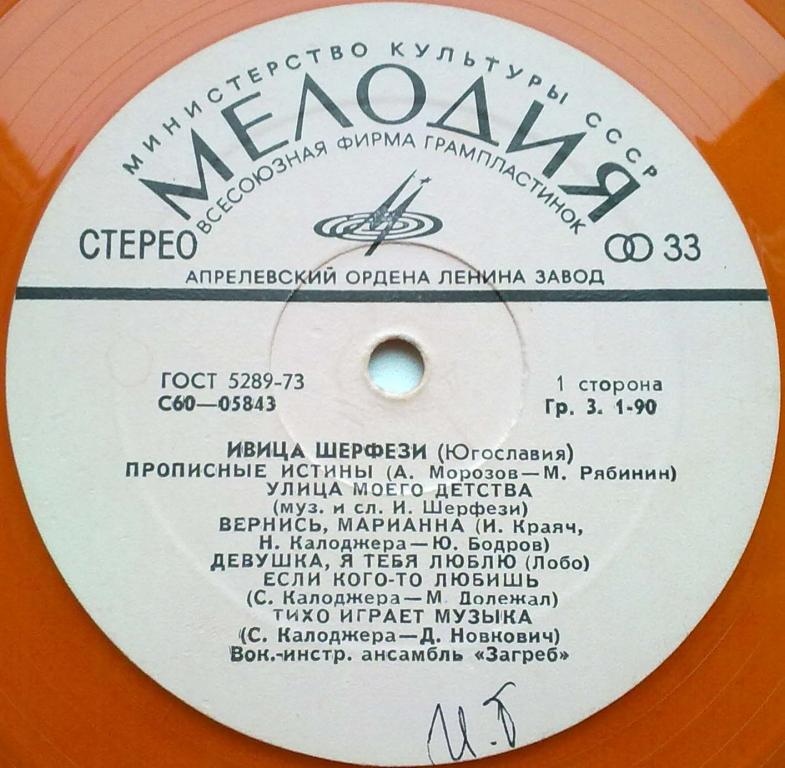 МИНИСТЕРСТВО КУЛЬТУРЫ СССР
МЕЛОДИЯ
ВСЕСОЮЗНАЯ ФИРМА ГРАМПЛАСТИНОК
СТЕРЕО
33
АПРЕЛЕВСКИЙ ОРДЕНА ЛЕНИНА ЗАВОД
ГОСТ 5289-73
1 сторона
С60—05843
Гр. 3. 1-90
ИВИЦА ШЕРФЕЗИ (Югославия)
ПРОПИСНЫЕ ИСТИНЫ (А. Морозов—М. Рябинин)
УЛИЦА МОЕГО ДЕТСТВА
(муз. и сл. И. Шерфези)
ВЕРНИСЬ, МАРИАННА (И. Краяч,
Н. Калоджера—Ю. Бодров)
ДЕВУШКА, Я ТЕБЯ ЛЮБЛЮ (Лобо)
ЕСЛИ КОГО-ТО ЛЮБИШЬ
(С. Калоджера—М. Долежал)
ТИХО ИГРАЕТ МУЗЫКА
(С. Калоджера—Д. Новкович)
Вок.-инстр. ансамбль «Загреб»
И.Б